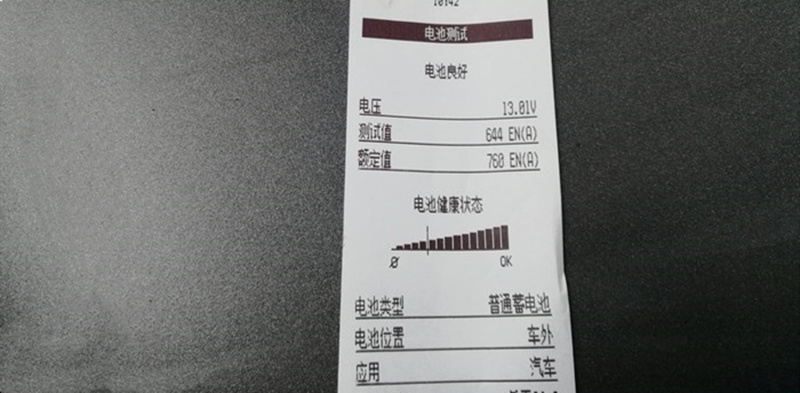 10142
电池测试
电池良好
电压 13.01V
测试值 644 EN(A)
额定值 760 EN(A)
电池健康状态
0 OK
电池类型 普通蓄电池
电池位置 车外
应用 汽车